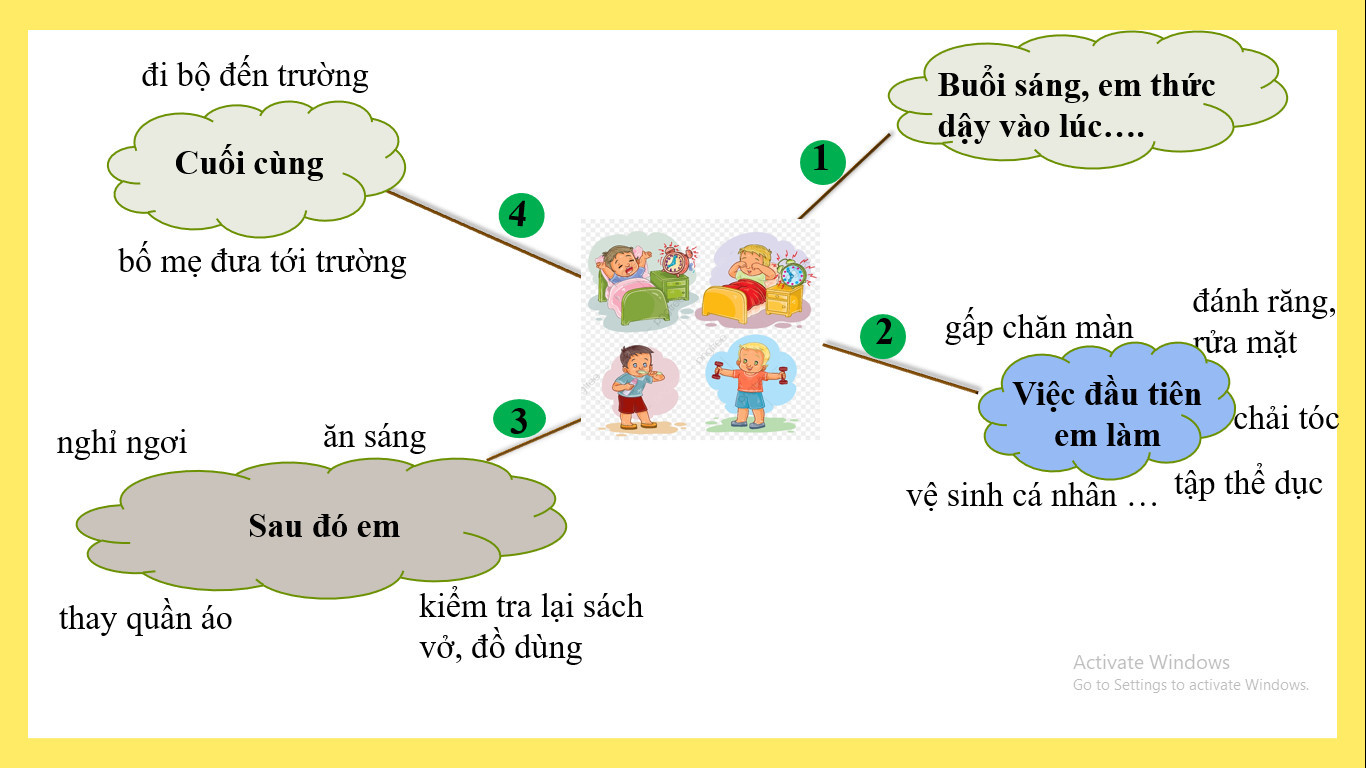 1
Buổi sáng, em thức
dậy vào lúc….
2
gấp chăn màn
đánh răng,
rửa mặt
Việc đầu tiên
em làm
chải tóc
tập thể dục
vệ sinh cá nhân …
3
nghỉ ngơi
ăn sáng
Sau đó em
thay quần áo
kiểm tra lại sách
vở, đồ dùng
4
đi bộ đến trường
Cuối cùng
bố mẹ đưa tới trường
Activate Windows
Go to Settings to activate Windows.